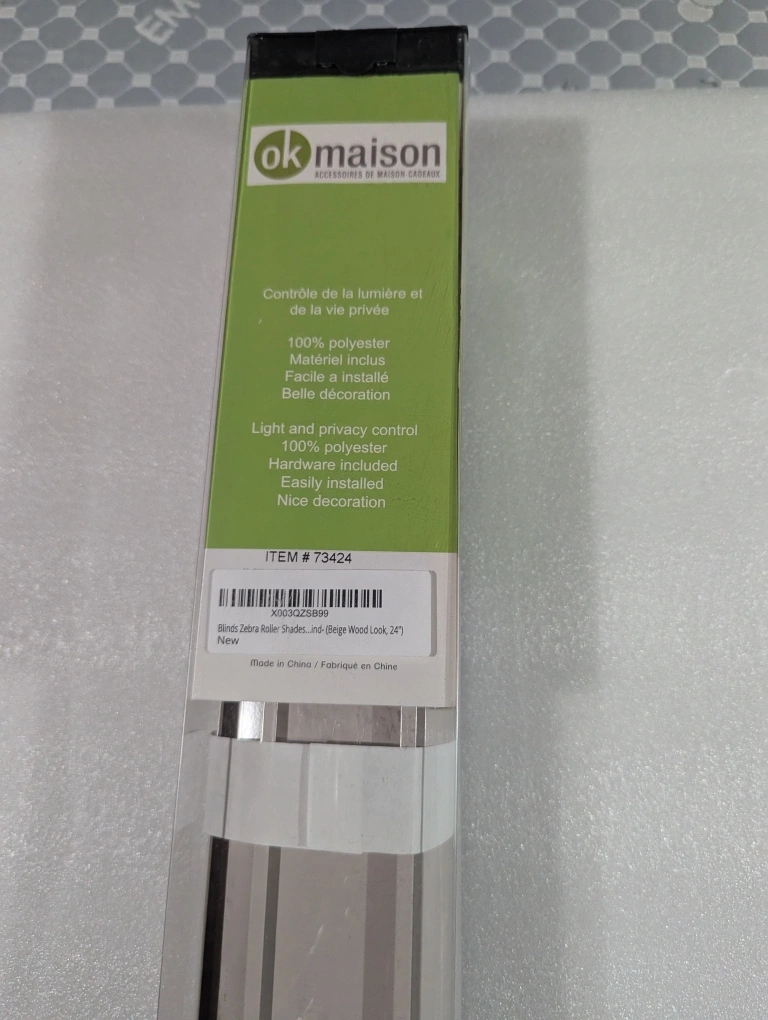 EM
ok maison
ACCESSOIRES DE MAISON-CADEAUX
Contrôle de la lumière et
de la vie privée
100% polyester
Matériel inclus
Facile a installé
Belle décoration
Light and privacy control
100% polyester
Hardware included
Easily installed
Nice decoration
ITEM # 73424
X003QZSB99
Blinds Zebra Roller Shades...ind- (Beige Wood Look, 24")
New
Made in China / Fabriqué en Chine